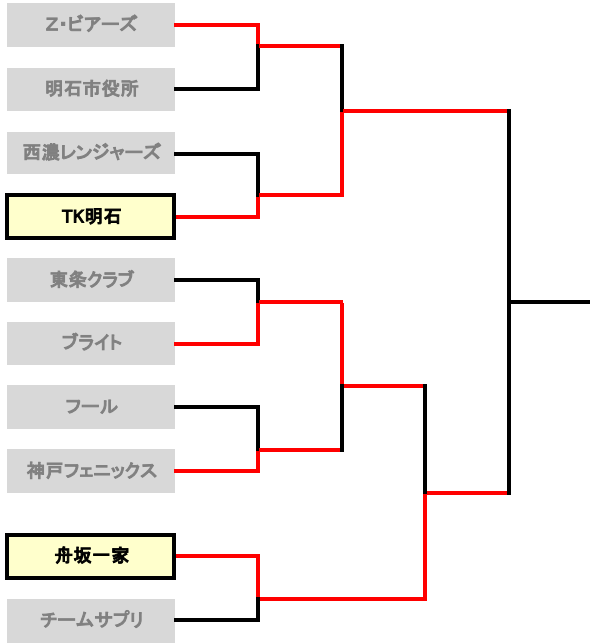 Z・ビアーズ
明石市役所
西濃レンジャーズ
TK明石
東条クラブ
ブライト
フール
神戸フェニックス
舟坂一家
チームサプリ